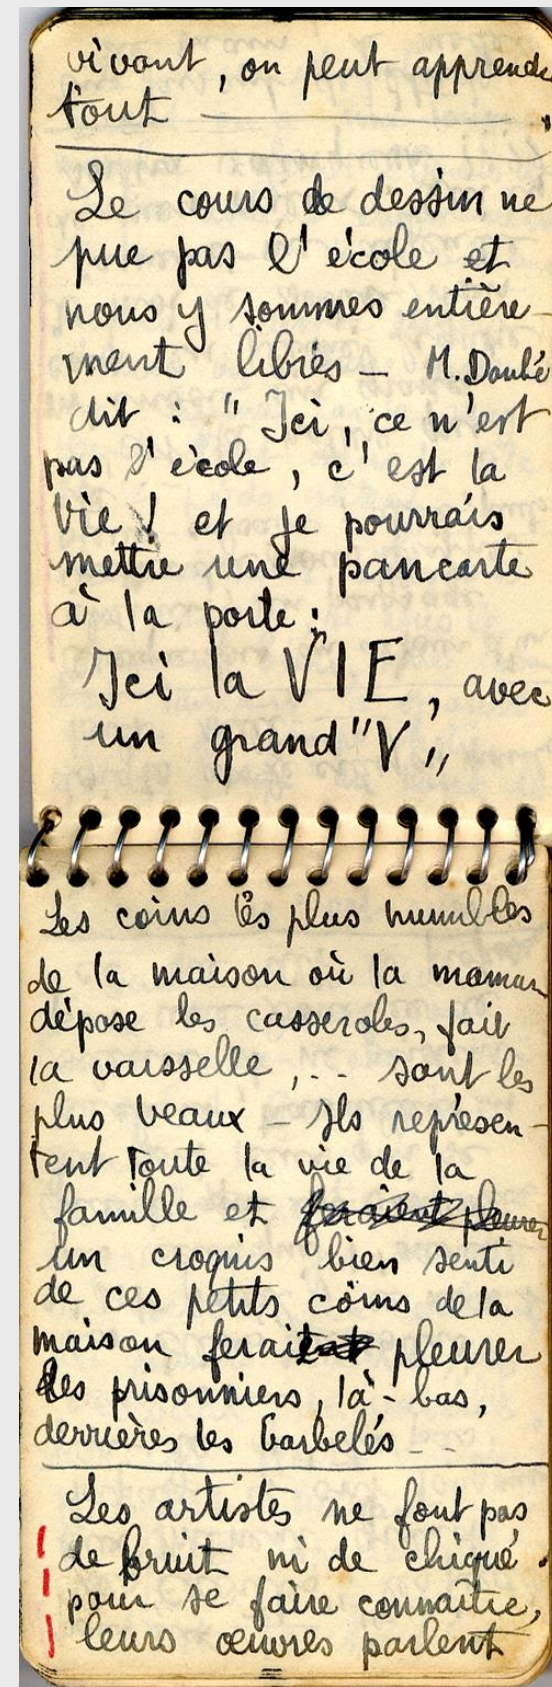 vivant, on peut apprendre
tout
Le cours de dessin ne
pue pas l'école et
nous y sommes entière-
ment libres — M. Daulé
dit : " Ici, ce n'est
pas l'école, c'est la
vie ! et je pourrais
mettre une pancarte
à la porte :
Ici la VIE, avec
un grand "V"
Les coins les plus humbles
de la maison où la maman
dépose les casseroles, fait
la vaisselle, .. sont les
plus beaux — Ils représen-
tent toute la vie de la
famille et feraient pleurer
un croquis bien senti
de ces petits coins de la
maison ferait pleurer
des prisonniers, là-bas,
derrières les barbelés --
Les artistes ne font pas
de bruit ni de chiqué
pour se faire connaître,
leurs œuvres parlent